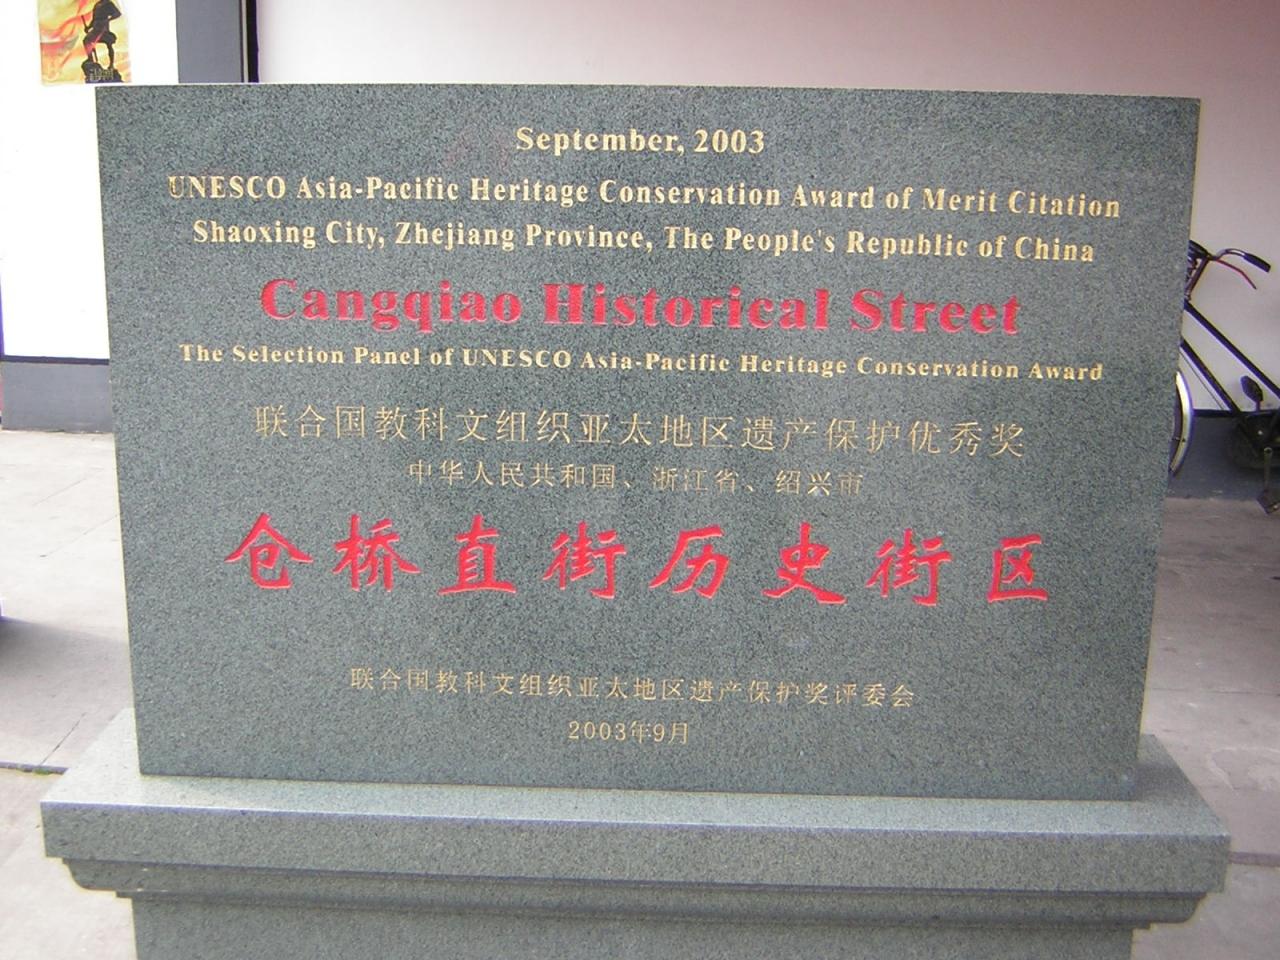 September, 2003
UNESCO Asia-Pacific Heritage Conservation Award of Merit Citation
Shaoxing City, Zhejiang Province, The People's Republic of China
Cangqiao Historical Street
The Selection Panel of UNESCO Asia-Pacific Heritage Conservation Award
联合国教科文组织亚太地区遗产保护优秀奖
中华人民共和国、浙江省、绍兴市
仓桥直街历史街区
联合国教科文组织亚太地区遗产保护奖评委会
2003年9月